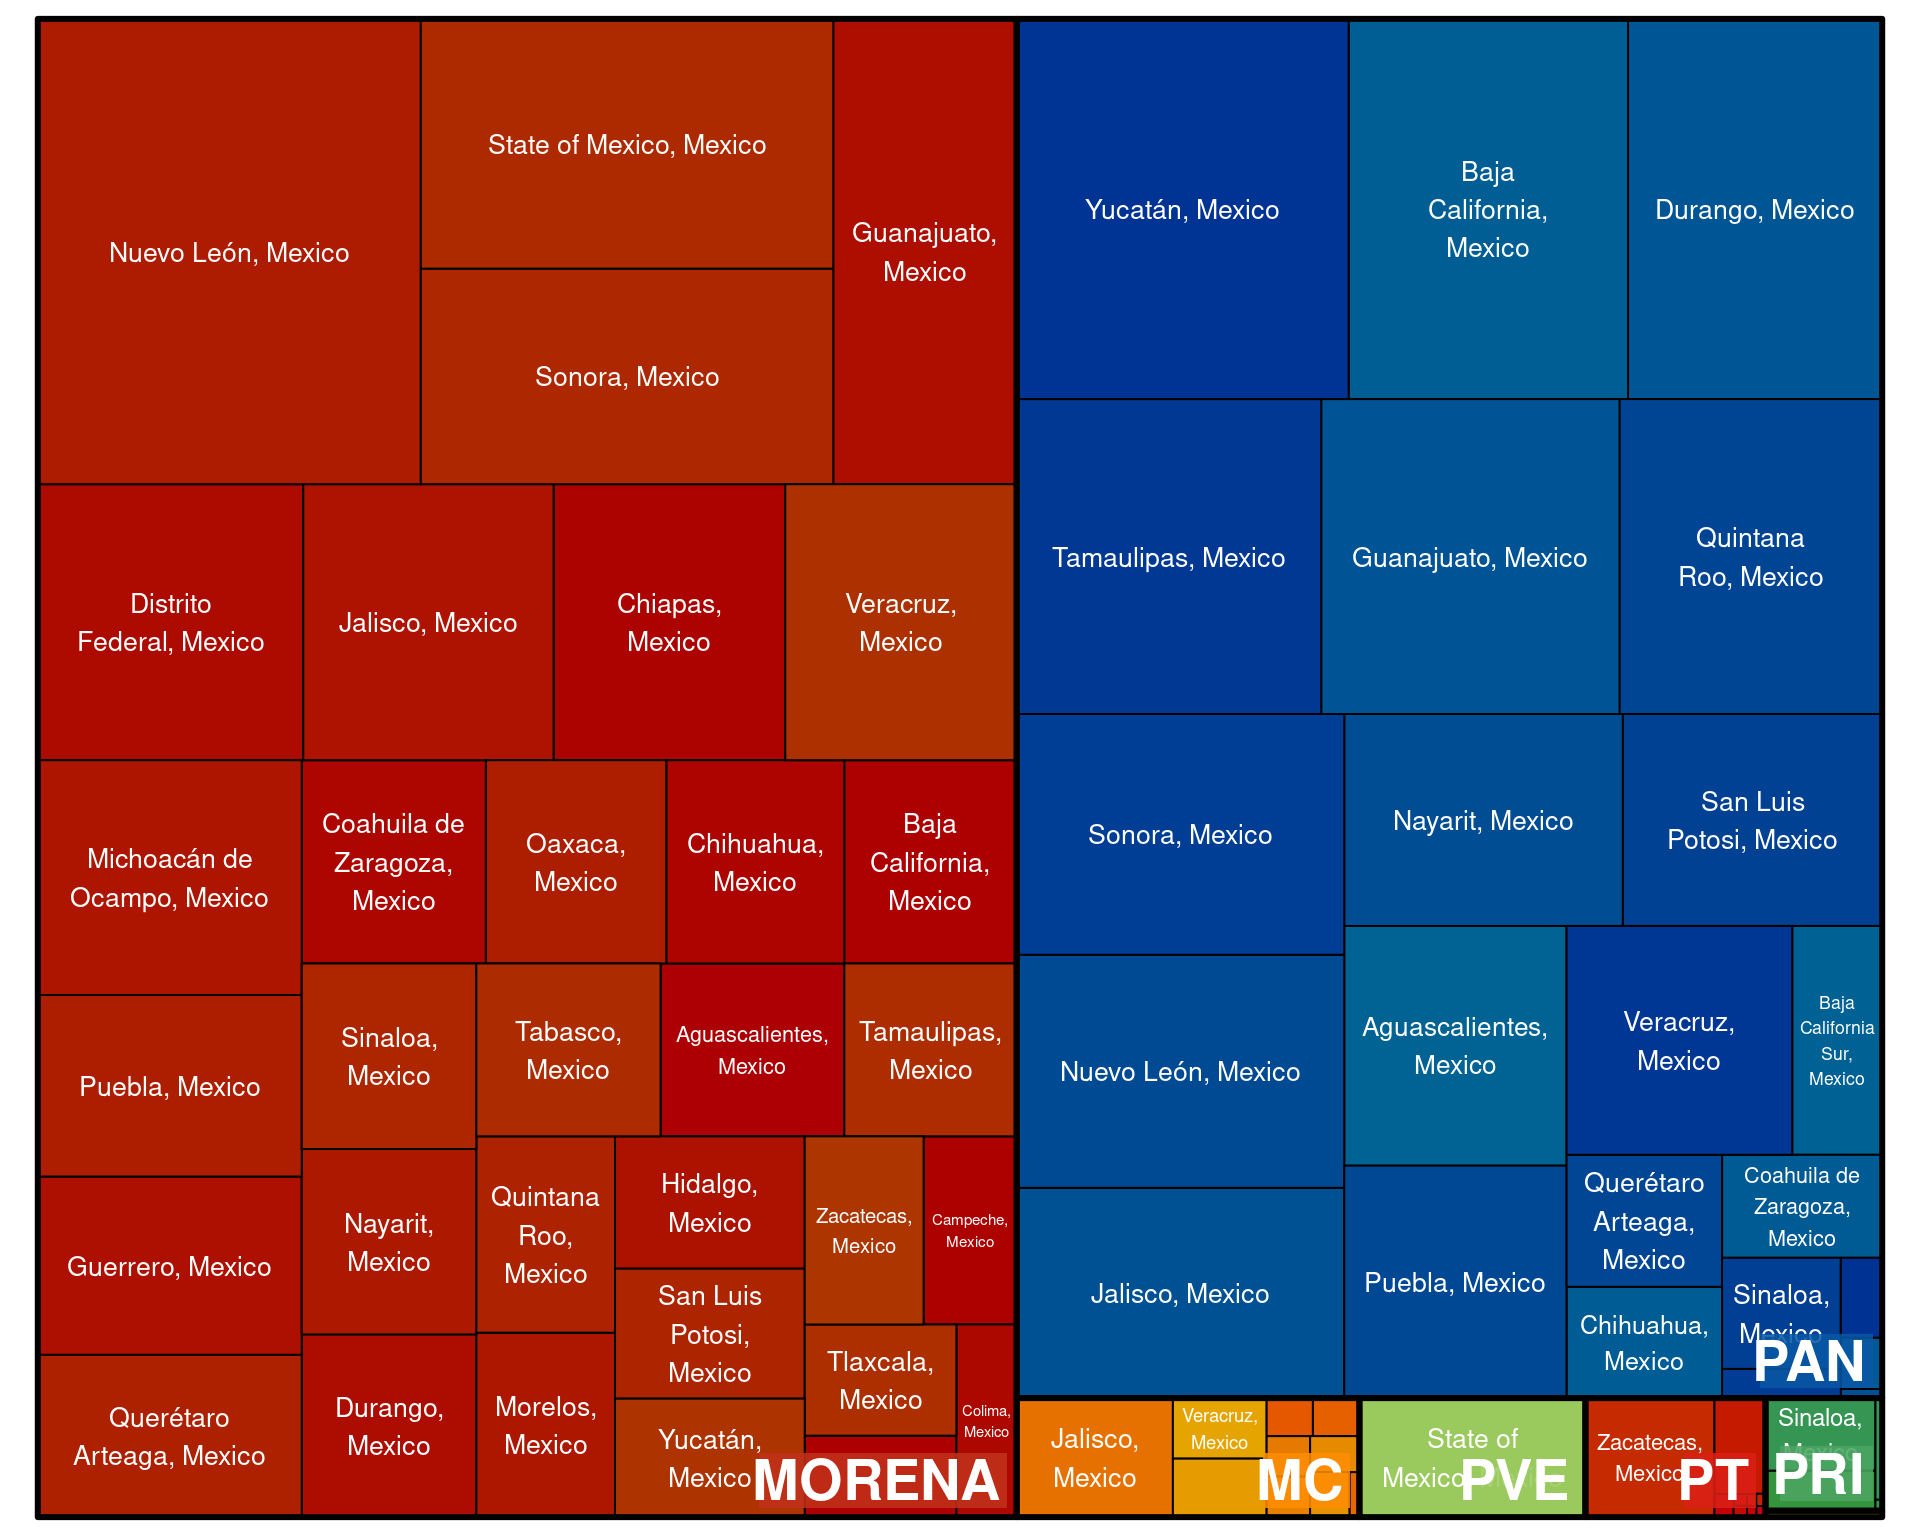 Nuevo León, Mexico
State of Mexico, Mexico
Sonora, Mexico
Guanajuato,
Mexico
Distrito
Federal, Mexico
Jalisco, Mexico
Chiapas,
Mexico
Veracruz,
Mexico
Michoacán de
Ocampo, Mexico
Coahuila de
Zaragoza,
Mexico
Oaxaca,
Mexico
Chihuahua,
Mexico
Baja
California,
Mexico
Puebla, Mexico
Sinaloa,
Mexico
Tabasco,
Mexico
Aguascalientes,
Mexico
Tamaulipas,
Mexico
Guerrero, Mexico
Nayarit,
Mexico
Quintana
Roo,
Mexico
Hidalgo,
Mexico
Zacatecas,
Mexico
Campeche,
Mexico
San Luis
Potosi,
Mexico
Tlaxcala,
Mexico
Colima,
Mexico
Querétaro
Arteaga, Mexico
Durango,
Mexico
Morelos,
Mexico
Yucatán,
Mexico
MORENA
Yucatán, Mexico
Baja
California,
Mexico
Durango, Mexico
Tamaulipas, Mexico
Guanajuato, Mexico
Quintana
Roo, Mexico
Sonora, Mexico
Nayarit, Mexico
San Luis
Potosi, Mexico
Nuevo León, Mexico
Aguascalientes,
Mexico
Veracruz,
Mexico
Baja
California
Sur,
Mexico
Jalisco, Mexico
Puebla, Mexico
Querétaro
Arteaga,
Mexico
Coahuila de
Zaragoza,
Mexico
Chihuahua,
Mexico
Sinaloa,
Mexico
PAN
Jalisco,
Mexico
Veracruz,
Mexico
MC
State of
Mexico
PVE
Zacatecas,
Mexico
PT
Sinaloa,
Mexico
PRI